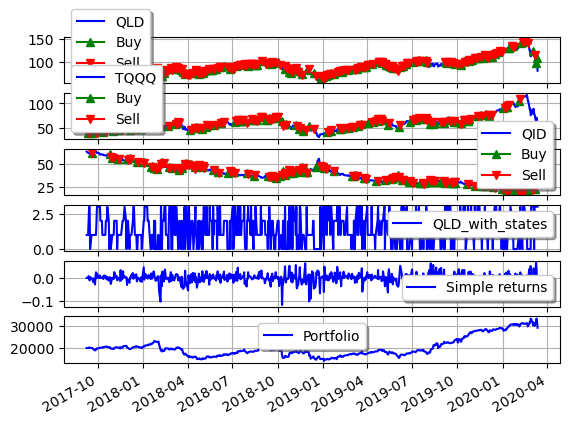 QLD
Buy
Sell
150
100
TQQQ
Buy
Sell
100
50
QID
Buy
Sell
50
25
QLD_with_states
2.5
0.0
Simple returns
0.0
−0.1
Portfolio
30000
20000
2017-10
2018-01
2018-04
2018-07
2018-10
2019-01
2019-04
2019-07
2019-10
2020-01
2020-04